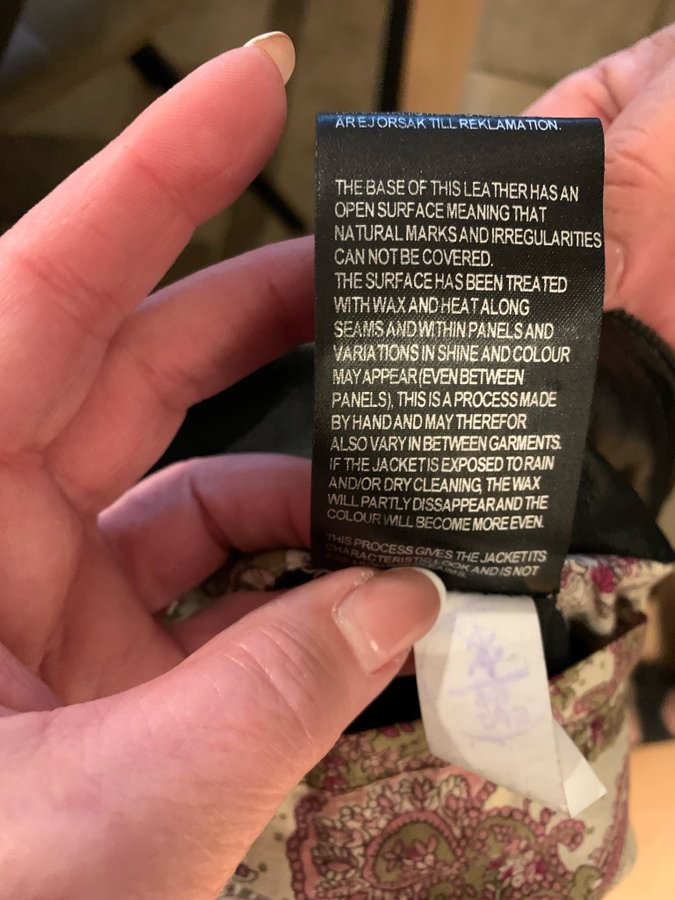 ÄR EJ ORSAK TILL REKLAMATION.
THE BASE OF THIS LEATHER HAS AN
OPEN SURFACE MEANING THAT
NATURAL MARKS AND IRREGULARITIES
CAN NOT BE COVERED.
THE SURFACE HAS BEEN TREATED
WITH WAX AND HEAT ALONG
SEAMS AND WITHIN PANELS AND
VARIATIONS IN SHINE AND COLOUR
MAY APPEAR (EVEN BETWEEN
PANELS), THIS IS A PROCESS MADE
BY HAND AND MAY THEREFOR
ALSO VARY IN BETWEEN GARMENTS.
IF THE JACKET IS EXPOSED TO RAIN
AND/OR DRY CLEANING, THE WAX
WILL PARTLY DISSAPPEAR AND THE
COLOUR WILL BECOME MORE EVEN.
THIS PROCESS GIVES THE JACKET ITS
CHARACTERISTIC LOOK AND IS NOT